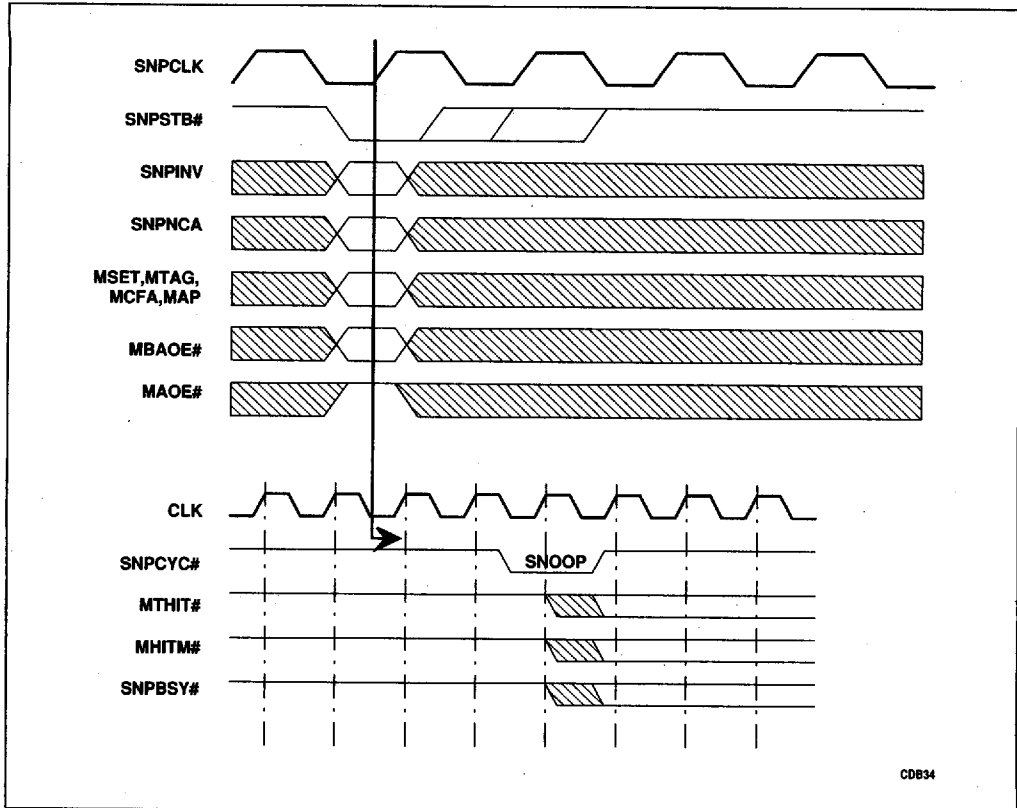 SNPCLK
SNPSTB#
SNPINV
SNPNCA
MSET,MTAG,
MCFA,MAP
MBAOE#
MAOE#
CLK
SNPCYC#
SNOOP
MTHIT#
MHITM#
SNPBSY#
CDB34